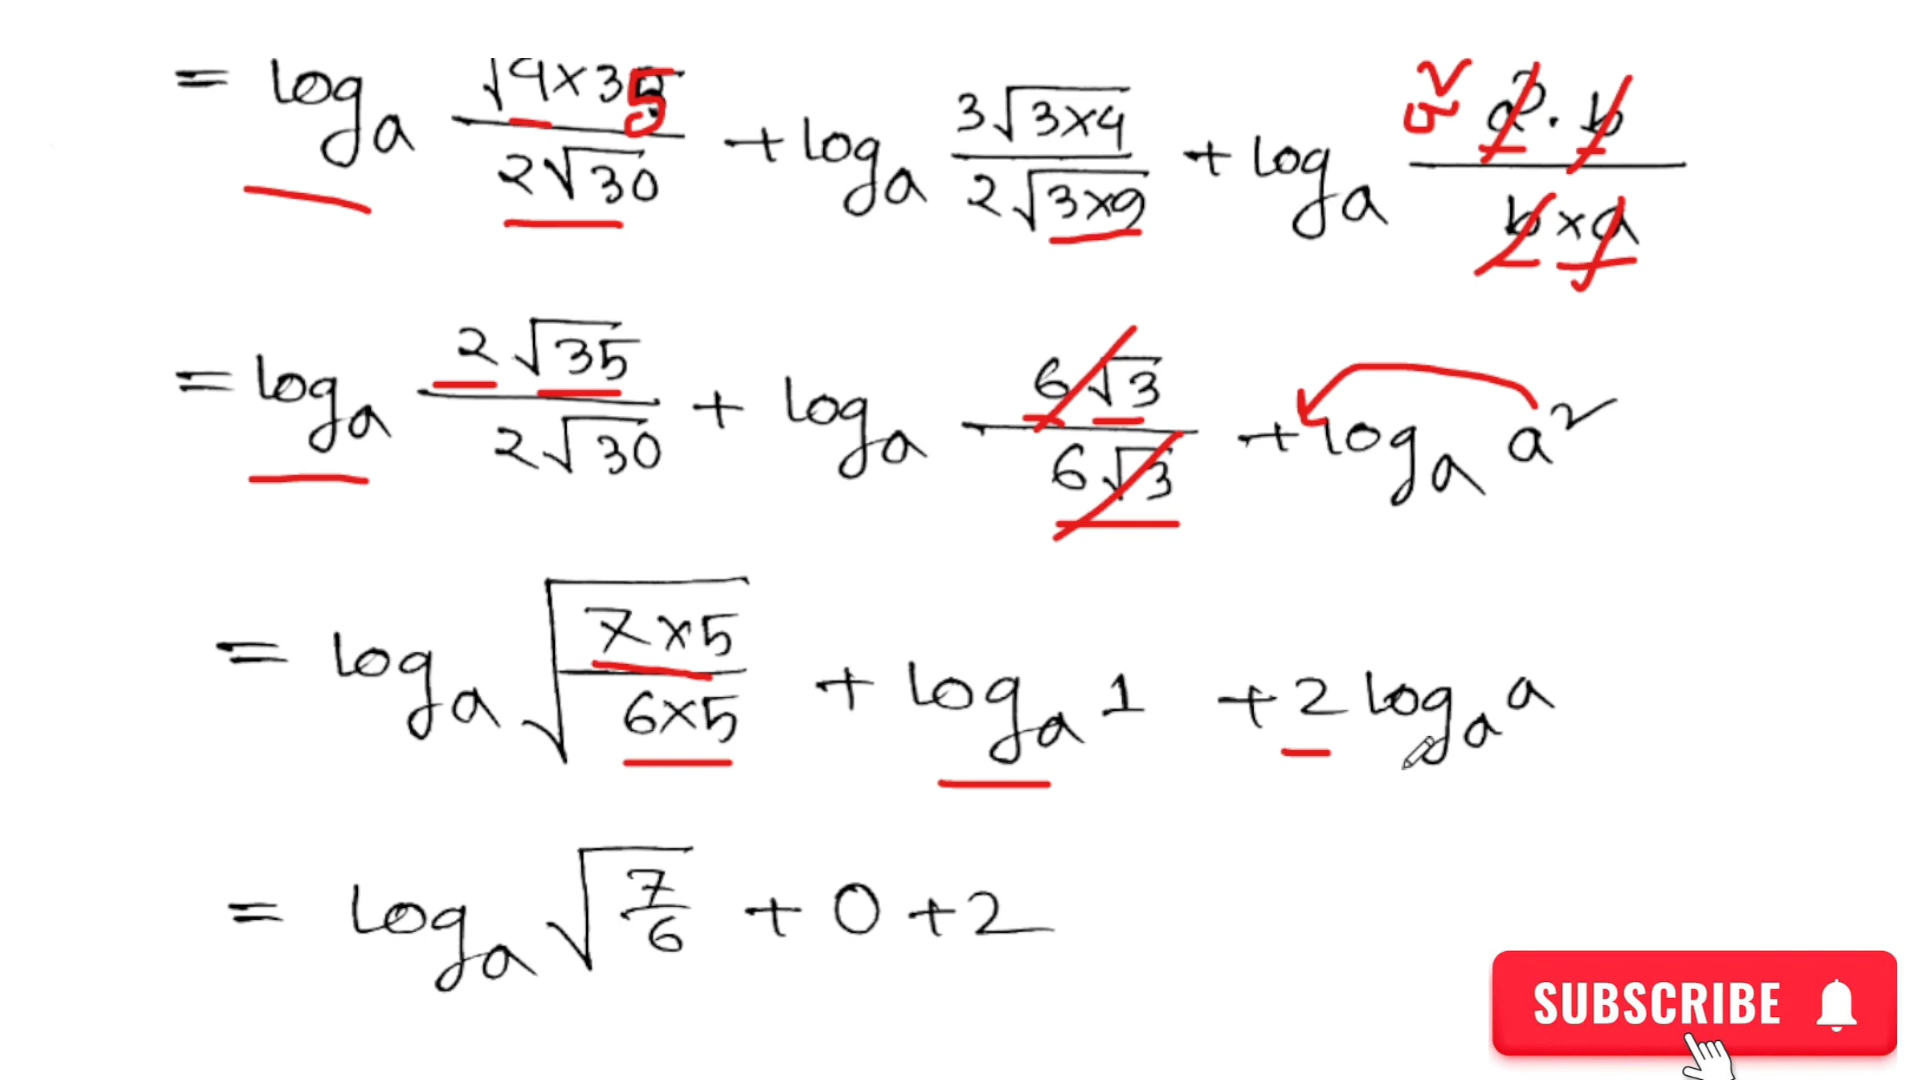 = log_a √(4×35) / 2√30 + log_a 3√(3×4) / 2√(3×9) + log_a a² a³·b / b×a
= log_a 2√35 / 2√30 + log_a 6√3 / 6√3 + log_a a²
= log_a √(7×5 / 6×5) + log_a 1 + 2 log_a a
= log_a √(7/6) + 0 + 2
SUBSCRIBE